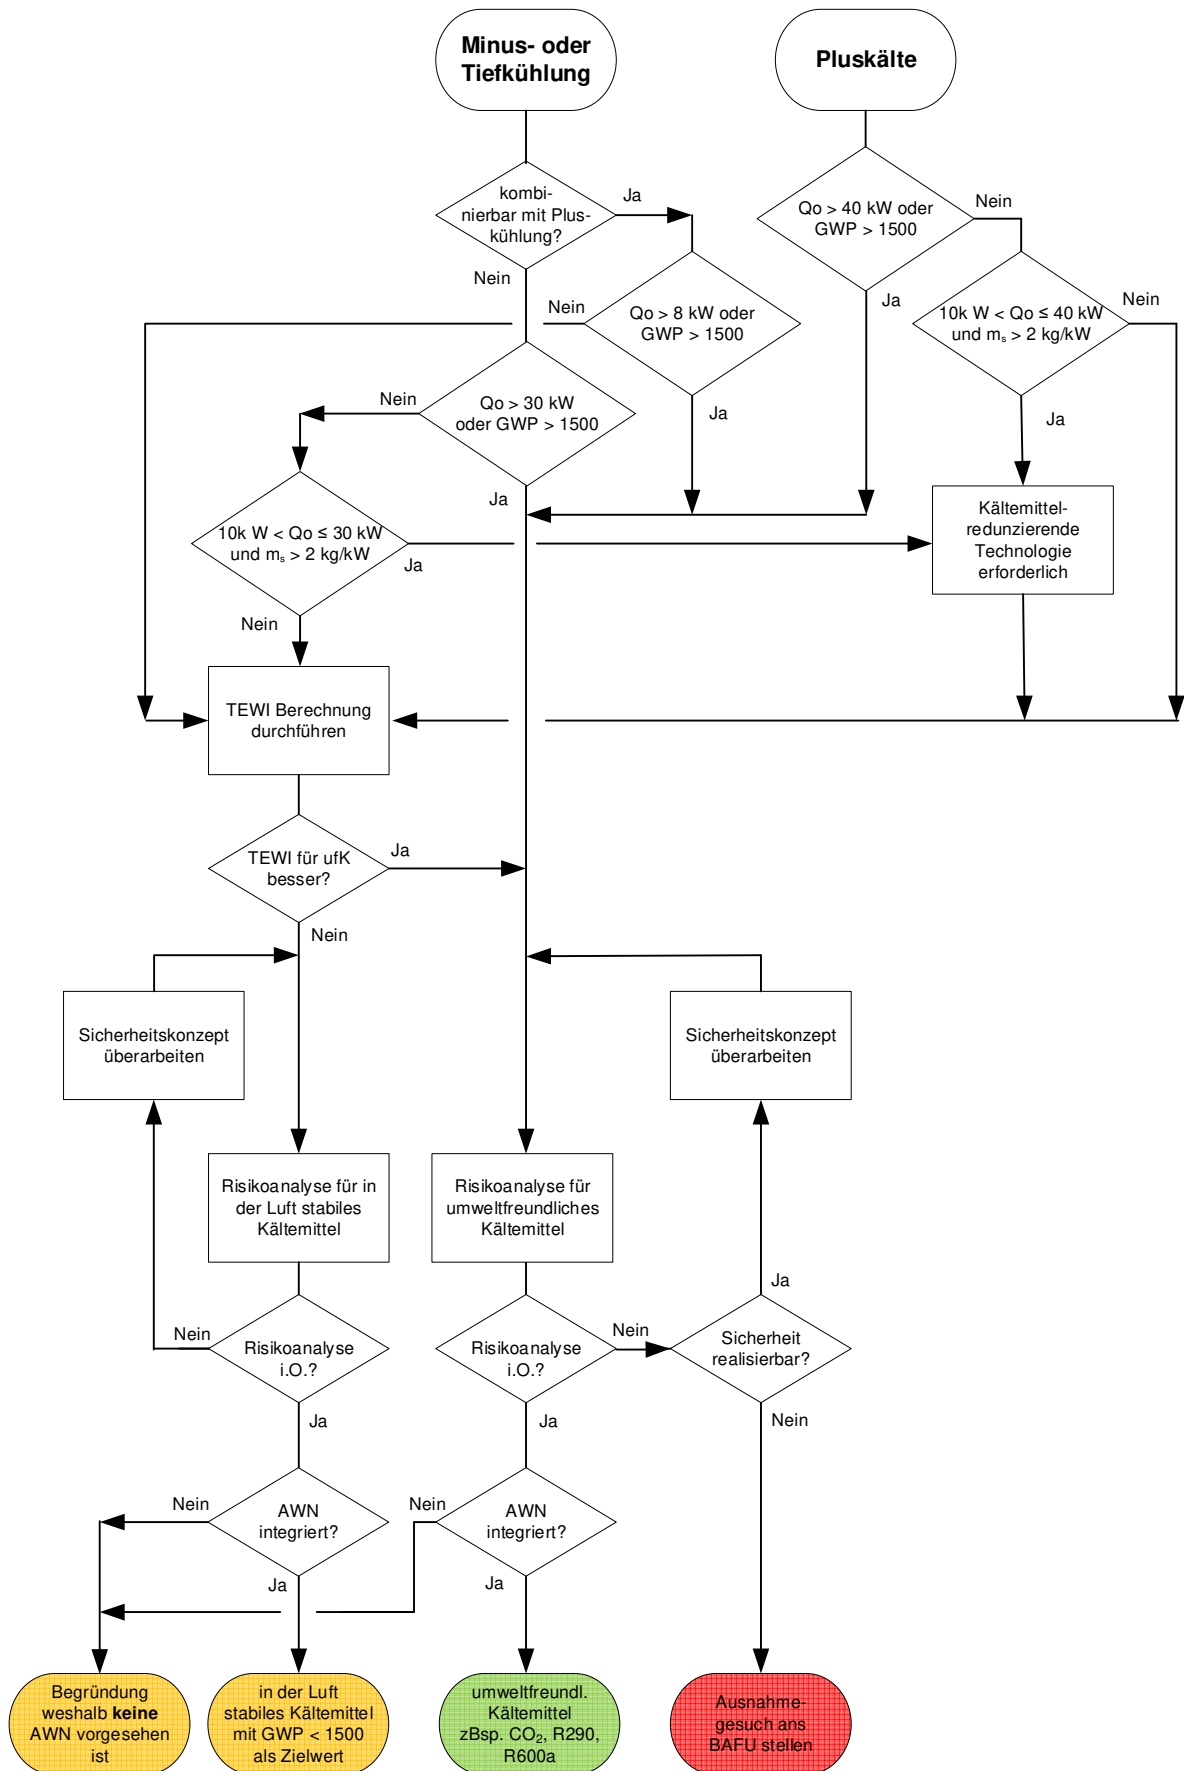 Minus- oder
Tiefkühlung
Pluskälte
kombi-
nierbar mit Plus-
kühlung?
Ja
Nein
Qo > 40 kW oder
GWP > 1500
Nein
Ja
Qo > 8 kW oder
GWP > 1500
Nein
Ja
10k W < Qo ≤ 40 kW
und mₛ > 2 kg/kW
Nein
Ja
Qo > 30 kW
oder GWP > 1500
Nein
Ja
10k W < Qo ≤ 30 kW
und mₛ > 2 kg/kW
Ja
Nein
Kältemittel-
redunzierende
Technologie
erforderlich
TEWI Berechnung
durchführen
TEWI für ufK
besser?
Ja
Nein
Sicherheitskonzept
überarbeiten
Sicherheitskonzept
überarbeiten
Risikoanalyse für in
der Luft stabiles
Kältemittel
Risikoanalyse für
umweltfreundliches
Kältemittel
Risikoanalyse
i.O.?
Nein
Ja
Risikoanalyse
i.O.?
Nein
Ja
Sicherheit
realisierbar?
Ja
Nein
AWN
integriert?
Nein
Ja
AWN
integriert?
Nein
Ja
Begründung
weshalb keine
AWN vorgesehen
ist
in der Luft
stabiles Kältemittel
mit GWP < 1500
als Zielwert
umweltfreundl.
Kältemittel
zBsp. CO₂, R290,
R600a
Ausnahme-
gesuch ans
BAFU stellen